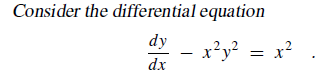 Consider the differential equation
dy/dx − x²y² = x² .